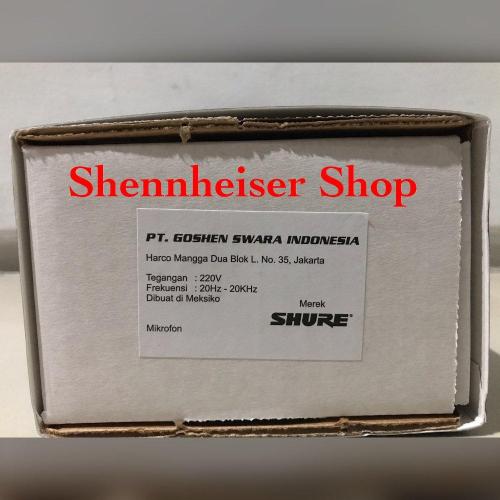 Shennheiser Shop
PT. GOSHEN SWARA INDONESIA
Harco Mangga Dua Blok L. No. 35, Jakarta
Tegangan : 220V
Frekuensi : 20Hz - 20KHz
Dibuat di Meksiko
Merek
SHURE®
Mikrofon